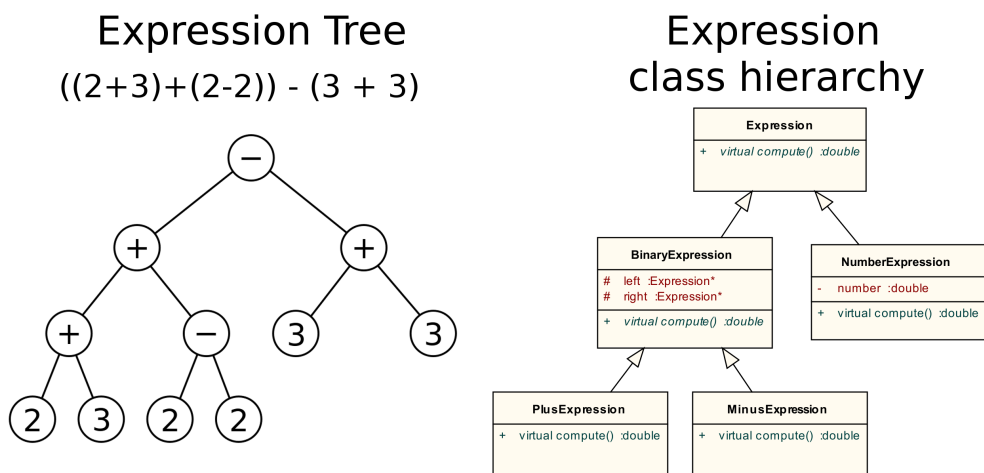 Expression Tree
((2+3)+(2-2)) - (3 + 3)
−
+ +
+ − 3 3
2 3 2 2
Expression
class hierarchy
Expression
+ virtual compute() :double
BinaryExpression
# left :Expression*
# right :Expression*
+ virtual compute() :double
NumberExpression
- number :double
+ virtual compute() :double
PlusExpression
+ virtual compute() :double
MinusExpression
+ virtual compute() :double